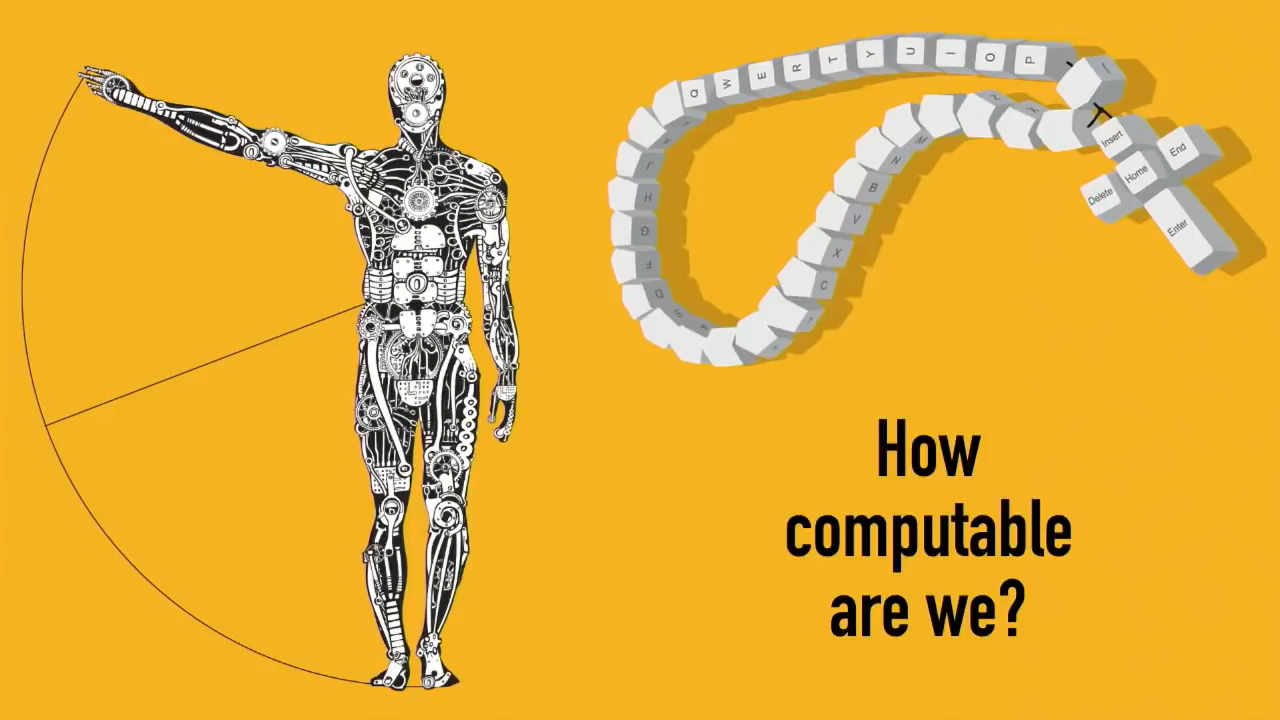 Q W E R T Y U I O P
J
H
G
F
D
S
M
N
B
V
X
C
Insert
End
Home
Delete
Enter
How
computable
are we?